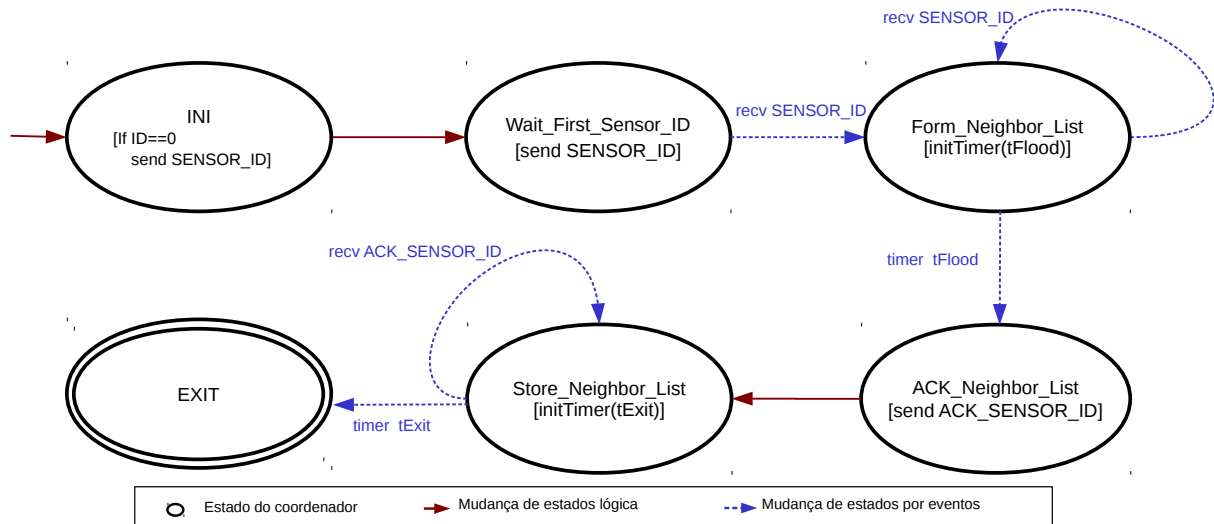 recv SENSOR_ID
INI
[If ID==0
send SENSOR_ID]
Wait_First_Sensor_ID
[send SENSOR_ID]
recv SENSOR_ID
Form_Neighbor_List
[initTimer(tFlood)]
recv ACK_SENSOR_ID
timer tFlood
EXIT
Store_Neighbor_List
[initTimer(tExit)]
ACK_Neighbor_List
[send ACK_SENSOR_ID]
timer tExit
Estado do coordenador
Mudança de estados lógica
Mudança de estados por eventos